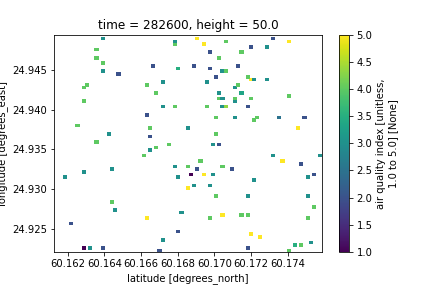 time = 282600, height = 50.0
24.945
24.940
24.935
24.930
24.925
longitude [degrees_east]
60.162 60.164 60.166 60.168 60.170 60.172 60.174
latitude [degrees_north]
5.0
4.5
4.0
3.5
3.0
2.5
2.0
1.5
1.0
air quality index [unitless,
1.0 to 5.0] [None]